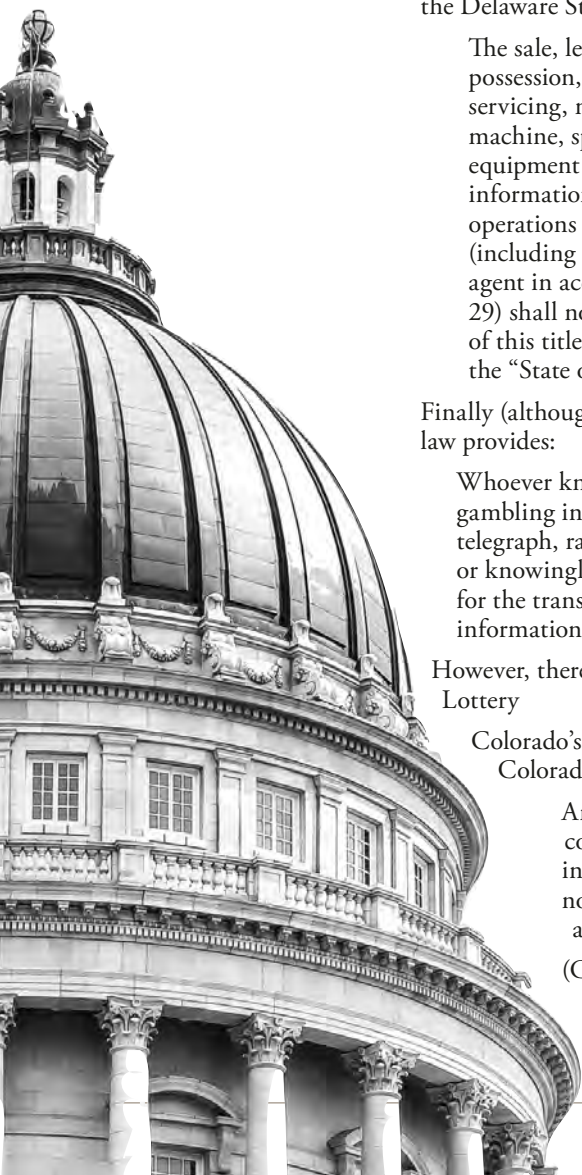 the Delaware St
The sale, le
possession,
servicing, r
machine, sp
equipment
information
operations
(including
agent in acc
29) shall no
of this title
the “State o
Finally (althoug
law provides:
Whoever kn
gambling in
telegraph, ra
or knowingl
for the trans
information
However, there
Lottery
Colorado’s
Colorad
An
co
in
no
a
(C